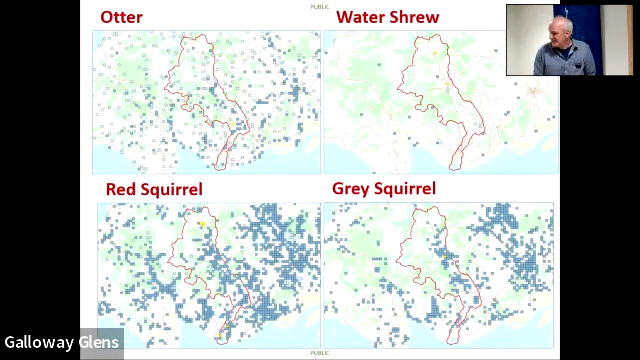 PUBLIC
Otter
Water Shrew
Red Squirrel
Grey Squirrel
Galloway Glens
PUBLIC